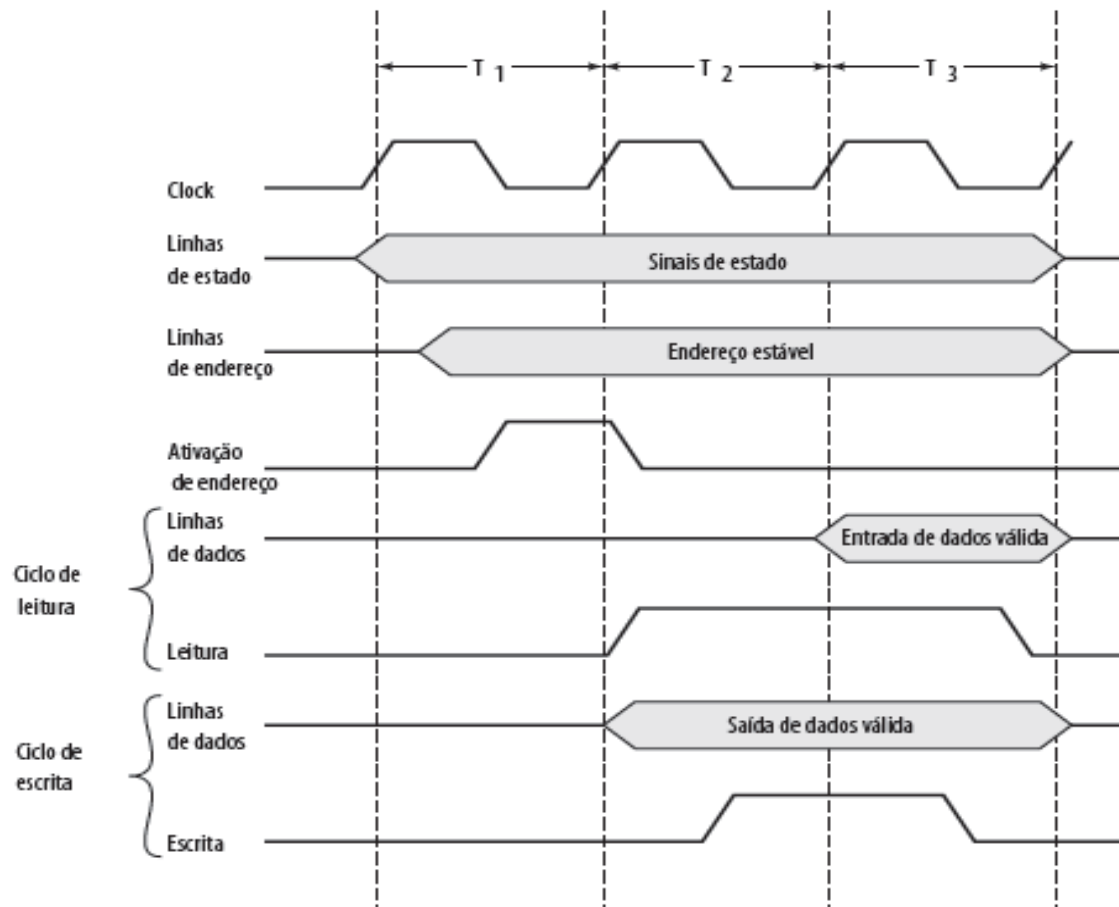 T 1
T 2
T 3
Clock
Linhas
de estado
Sinais de estado
Linhas
de endereço
Endereço estável
Ativação
de endereço
Ciclo de
leitura
Linhas
de dados
Entrada de dados válida
Leitura
Ciclo de
escrita
Linhas
de dados
Saída de dados válida
Escrita